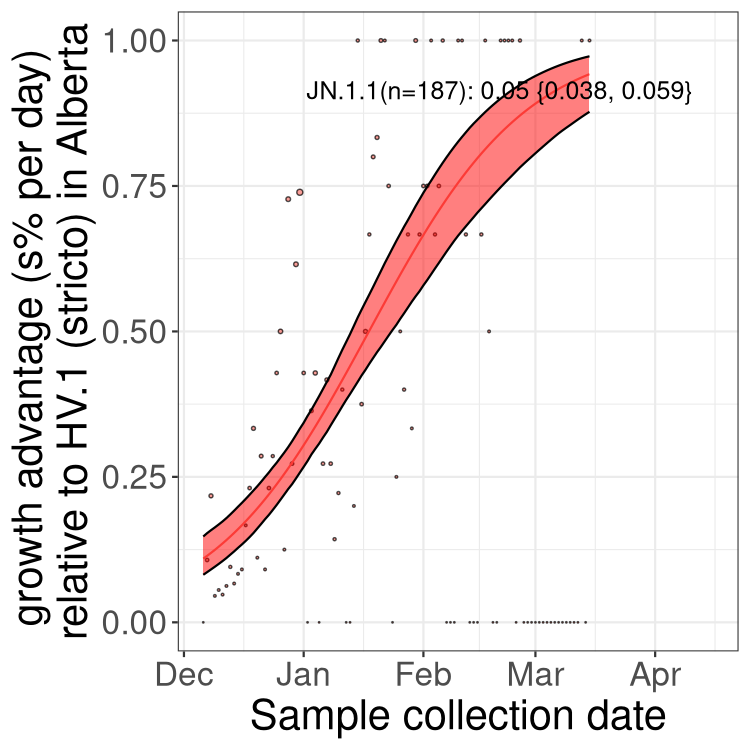 growth advantage (s% per day)
relative to HV.1 (stricto) in Alberta
1.00
0.75
0.50
0.25
0.00
JN.1.1(n=187): 0.05 {0.038, 0.059}
Dec Jan Feb Mar Apr
Sample collection date